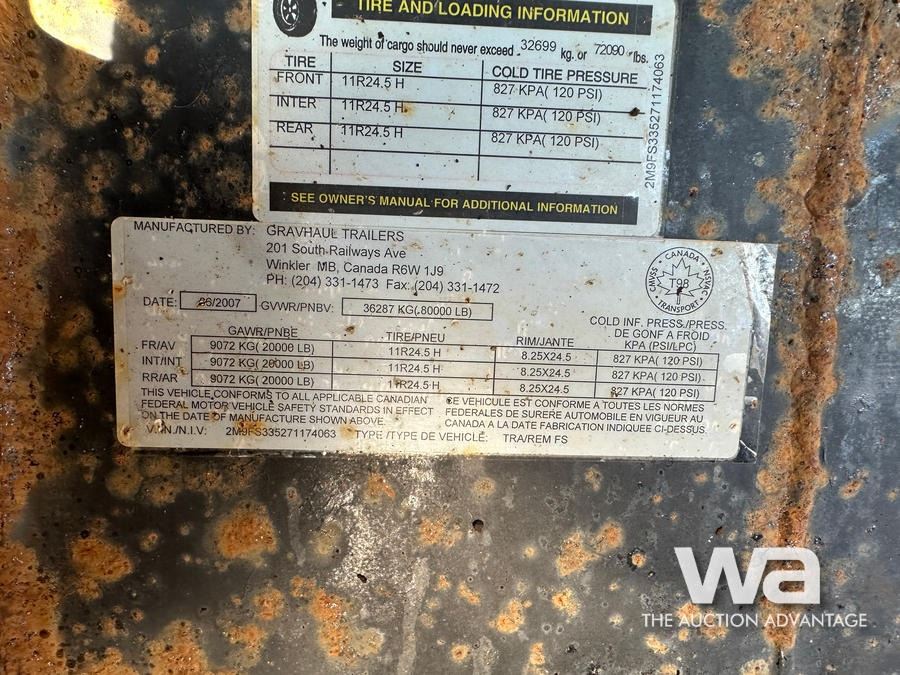 TIRE AND LOADING INFORMATION
The weight of cargo should never exceed 32699 kg. or 72090 lbs.
TIRE SIZE COLD TIRE PRESSURE
FRONT 11R24.5 H 827 KPA( 120 PSI)
INTER 11R24.5 H 827 KPA( 120 PSI)
REAR 11R24.5 H 827 KPA( 120 PSI)
SEE OWNER'S MANUAL FOR ADDITIONAL INFORMATION
2M9FS335271174063
MANUFACTURED BY: GRAVHAUL TRAILERS
201 South Railways Ave
Winkler MB, Canada R6W 1J9
PH: (204) 331-1473 Fax: (204) 331-1472
CANADA
CMVSS T98 NSVAC
TRANSPORT
DATE: 06/2007 GVWR/PNBV: 36287 KG( 80000 LB)
COLD INF. PRESS./PRESS.
DE GONF A FROID
GAWR/PNBE TIRE/PNEU RIM/JANTE KPA (PSI/LPC)
FR/AV 9072 KG( 20000 LB) 11R24.5 H 8.25X24.5 827 KPA( 120 PSI)
INT/INT 9072 KG( 20000 LB) 11R24.5 H 8.25X24.5 827 KPA( 120 PSI)
RR/AR 9072 KG( 20000 LB) 11R24.5 H 8.25X24.5 827 KPA( 120 PSI)
THIS VEHICLE CONFORMS TO ALL APPLICABLE CANADIAN
FEDERAL MOTOR VEHICLE SAFETY STANDARDS IN EFFECT
ON THE DATE OF MANUFACTURE SHOWN ABOVE.
CE VEHICULE EST CONFORME A TOUTES LES NORMES
FEDERALES DE SURERE AUTOMOBILE EN VIGUEUR AU
CANADA A LA DATE FABRICATION INDIQUEE CI-DESSUS.
V.I.N./N.I.V: 2M9FS335271174063 TYPE /TYPE DE VEHICLE: TRA/REM FS
wa
THE AUCTION ADVANTAGE